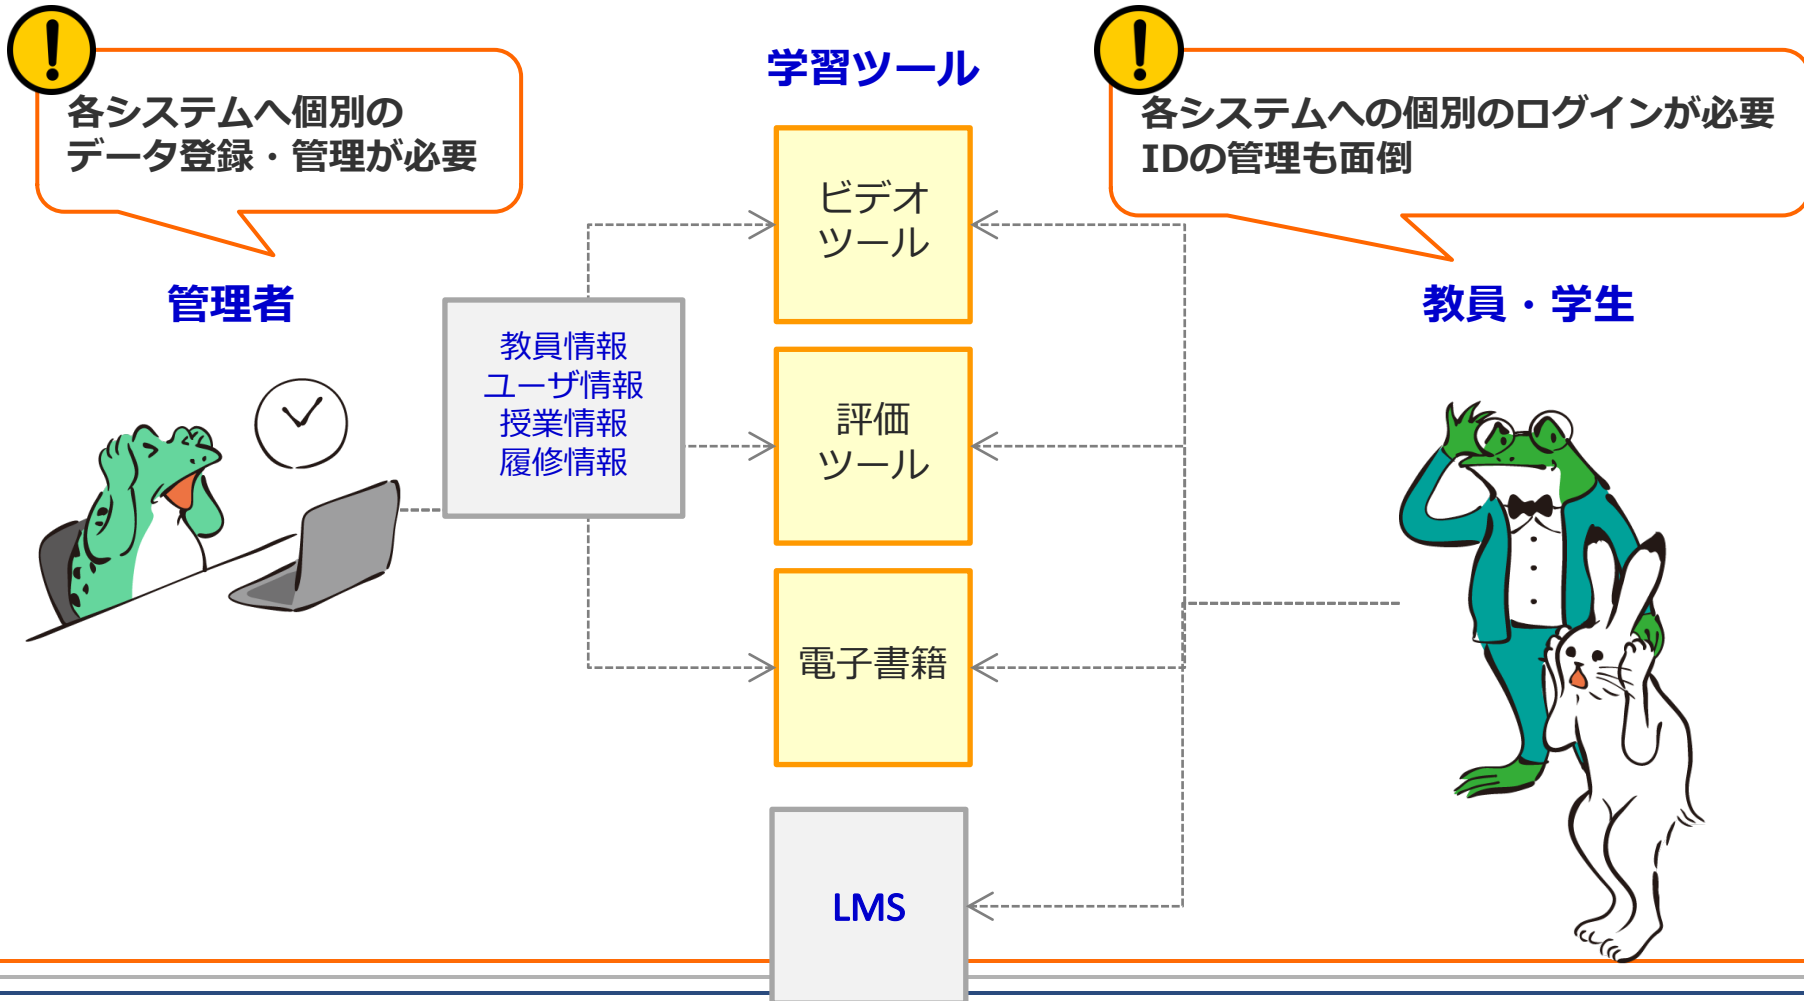 各システムへ個別の
データ登録・管理が必要
学習ツール
各システムへの個別のログインが必要
IDの管理も面倒
管理者
教員情報
ユーザ情報
授業情報
履修情報
ビデオ
ツール
評価
ツール
電子書籍
LMS
教員・学生